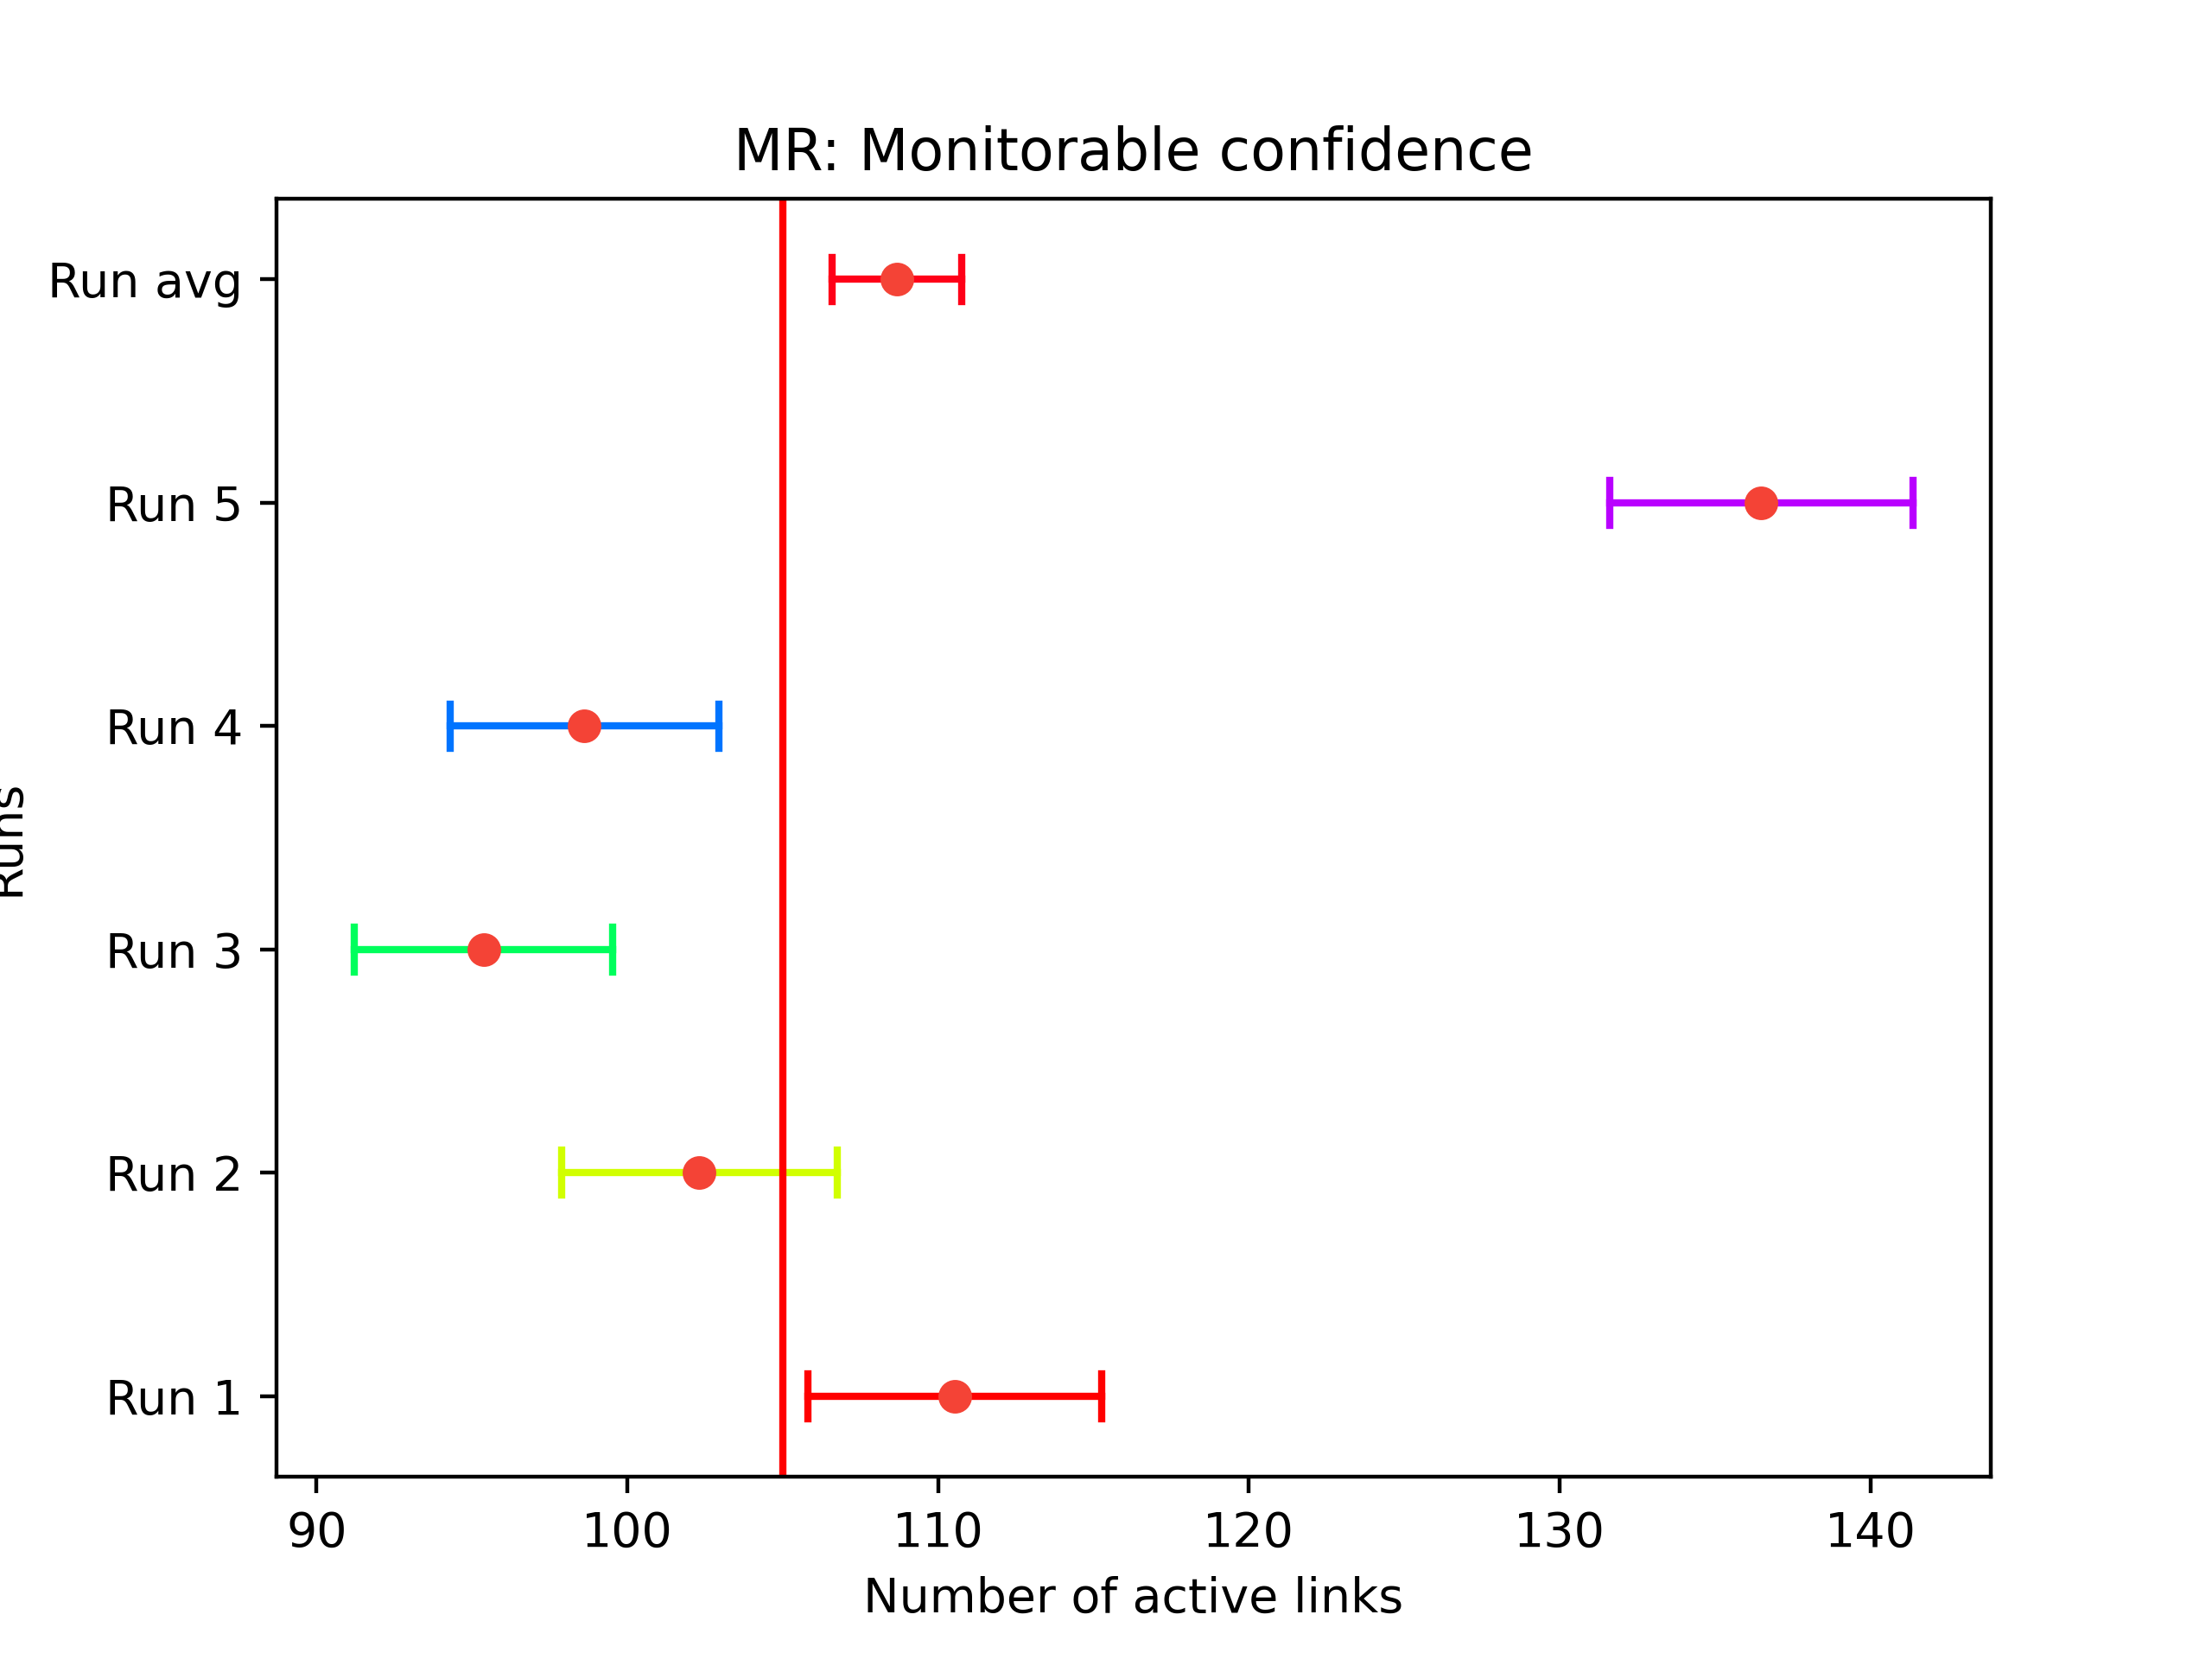 MR: Monitorable confidence
Run avg
Run 5
Run 4
Run 3
Run 2
Run 1
Runs
90 100 110 120 130 140
Number of active links